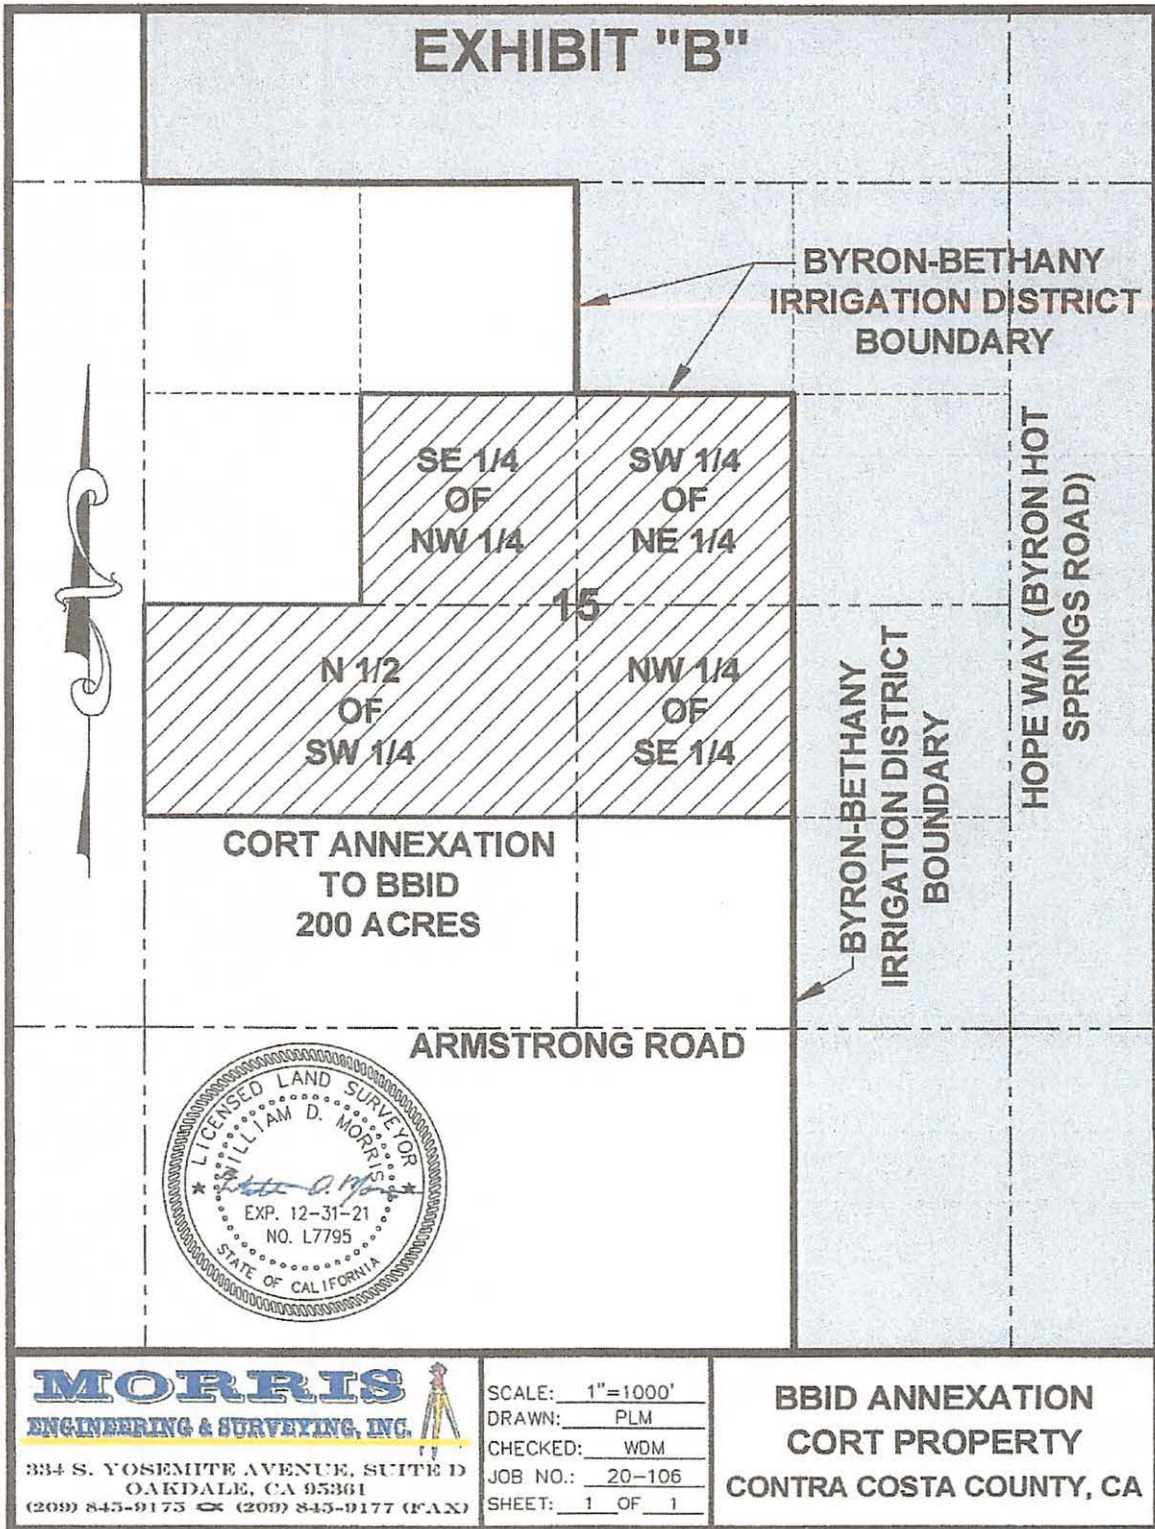 EXHIBIT "B"
BYRON-BETHANY
IRRIGATION DISTRICT
BOUNDARY
SE 1/4
OF
NW 1/4
SW 1/4
OF
NE 1/4
15
N 1/2
OF
SW 1/4
NW 1/4
OF
SE 1/4
HOPE WAY (BYRON HOT
SPRINGS ROAD)
BYRON-BETHANY
IRRIGATION DISTRICT
BOUNDARY
CORT ANNEXATION
TO BBID
200 ACRES
ARMSTRONG ROAD
LICENSED LAND SURVEYOR
WILLIAM D. MORRIS
EXP. 12-31-21
NO. L7795
STATE OF CALIFORNIA
MORRIS
ENGINEERING & SURVEYING, INC.
334 S. YOSEMITE AVENUE, SUITE D
OAKDALE, CA 95361
(209) 845-9175 (209) 845-9177 (FAX)
SCALE: 1"=1000'
DRAWN: PLM
CHECKED: WDM
JOB NO.: 20-106
SHEET: 1 OF 1
BBID ANNEXATION
CORT PROPERTY
CONTRA COSTA COUNTY, CA